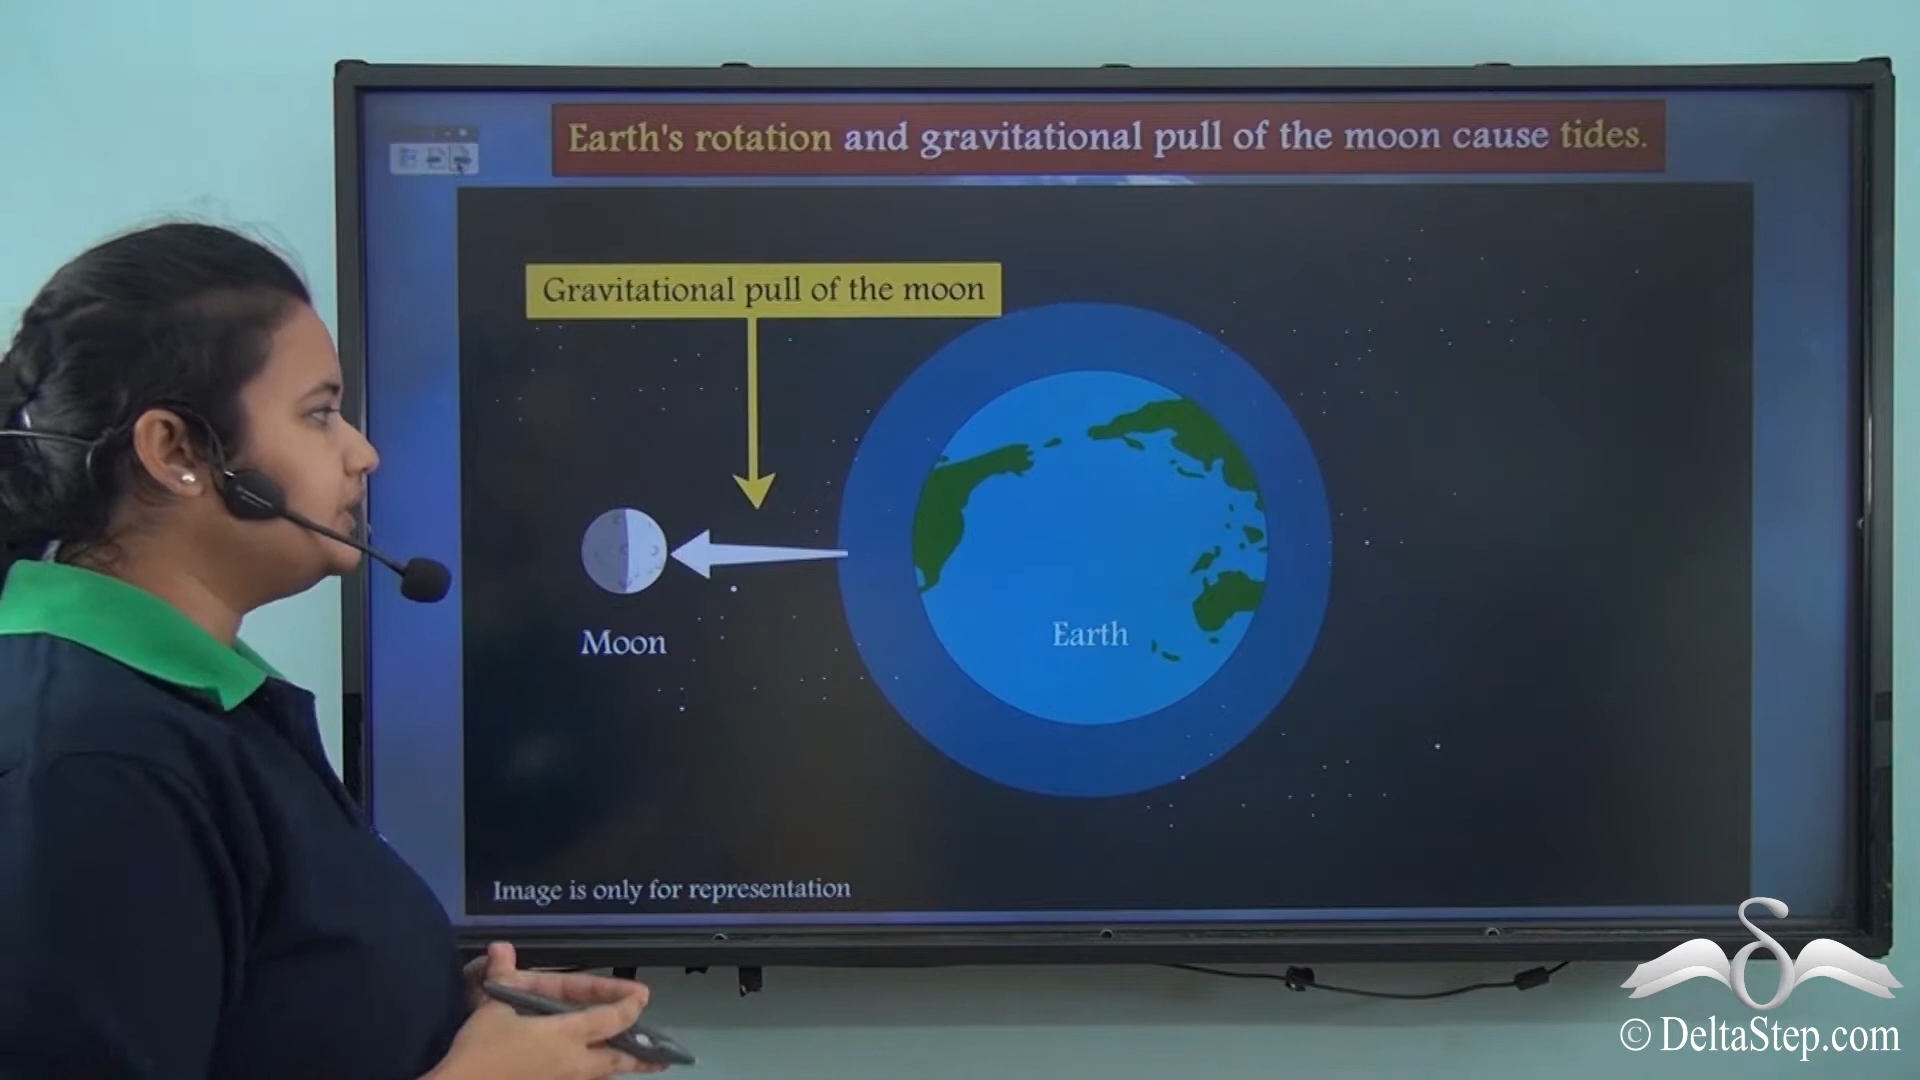 Earth's rotation and gravitational pull of the moon cause tides.
Gravitational pull of the moon
Moon
Earth
Image is only for representation
© DeltaStep.com